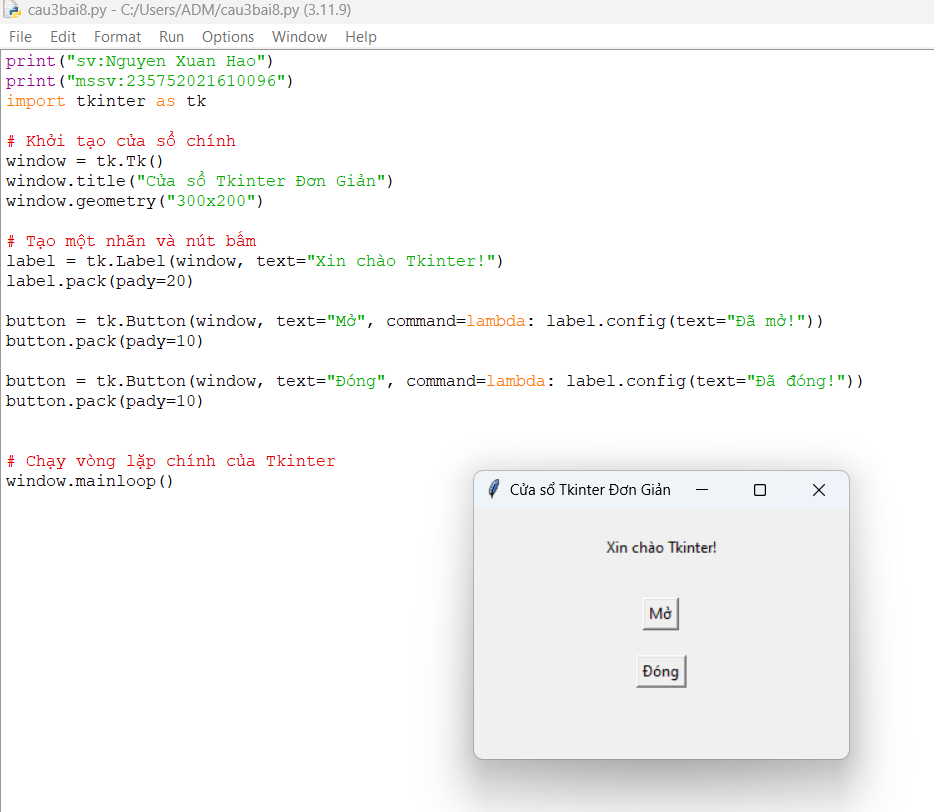 cau3bai8.py - C:/Users/ADM/cau3bai8.py (3.11.9)
File Edit Format Run Options Window Help
print("sv:Nguyen Xuan Hao")
print("mssv:235752021610096")
import tkinter as tk
# Khởi tạo cửa sổ chính
window = tk.Tk()
window.title("Cửa sổ Tkinter Đơn Giản")
window.geometry("300x200")
# Tạo một nhãn và nút bấm
label = tk.Label(window, text="Xin chào Tkinter!")
label.pack(pady=20)
button = tk.Button(window, text="Mở", command=lambda: label.config(text="Đã mở!"))
button.pack(pady=10)
button = tk.Button(window, text="Đóng", command=lambda: label.config(text="Đã đóng!"))
button.pack(pady=10)
# Chạy vòng lặp chính của Tkinter
window.mainloop()
Cửa sổ Tkinter Đơn Giản
Xin chào Tkinter!
Mở
Đóng